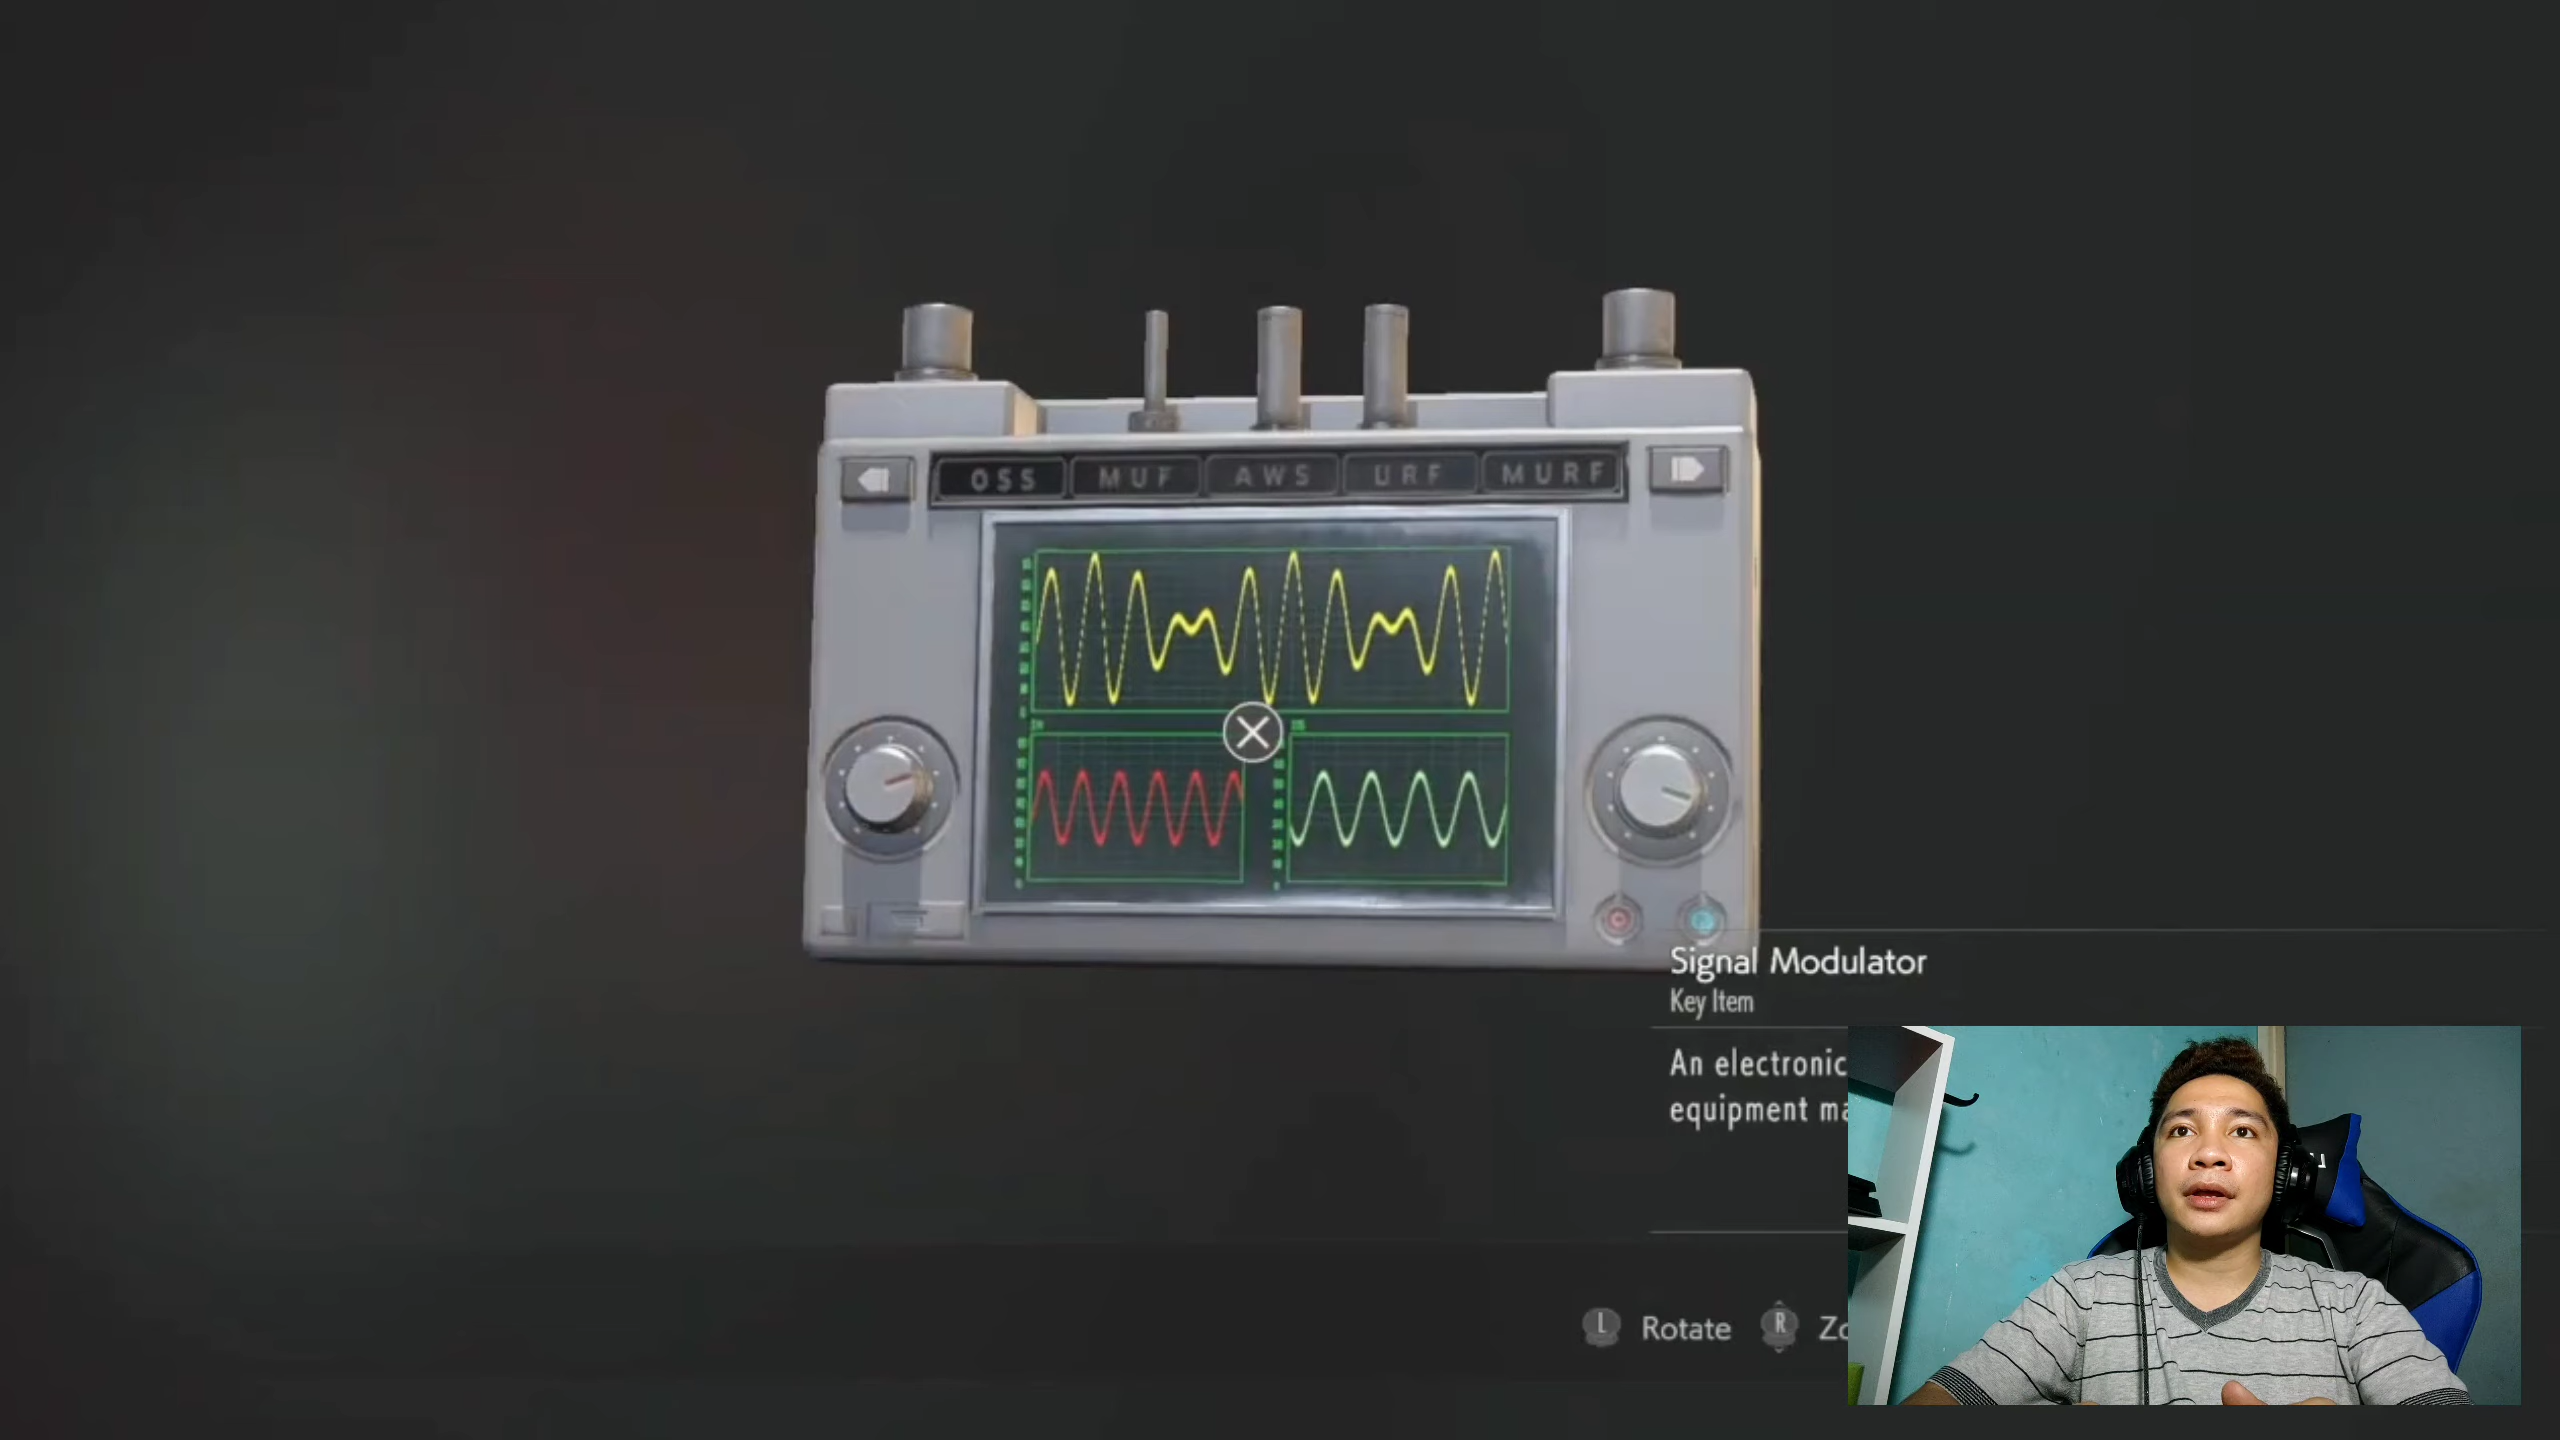 OSS MUF AWS URF MURF
Signal Modulator
Key Item
An electronic
equipment ma
L Rotate R Zo